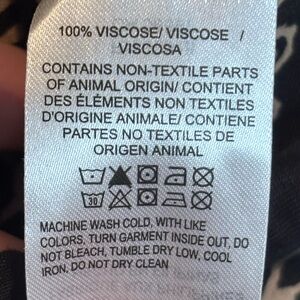 100% VISCOSE/ VISCOSE /
VISCOSA
CONTAINS NON-TEXTILE PARTS
OF ANIMAL ORIGIN/ CONTIENT
DES ÉLÉMENTS NON TEXTILES
D'ORIGINE ANIMALE/ CONTIENE
PARTES NO TEXTILES DE
ORIGEN ANIMAL
30
MACHINE WASH COLD, WITH LIKE
COLORS, TURN GARMENT INSIDE OUT, DO
NOT BLEACH, TUMBLE DRY LOW, COOL
IRON, DO NOT DRY CLEAN